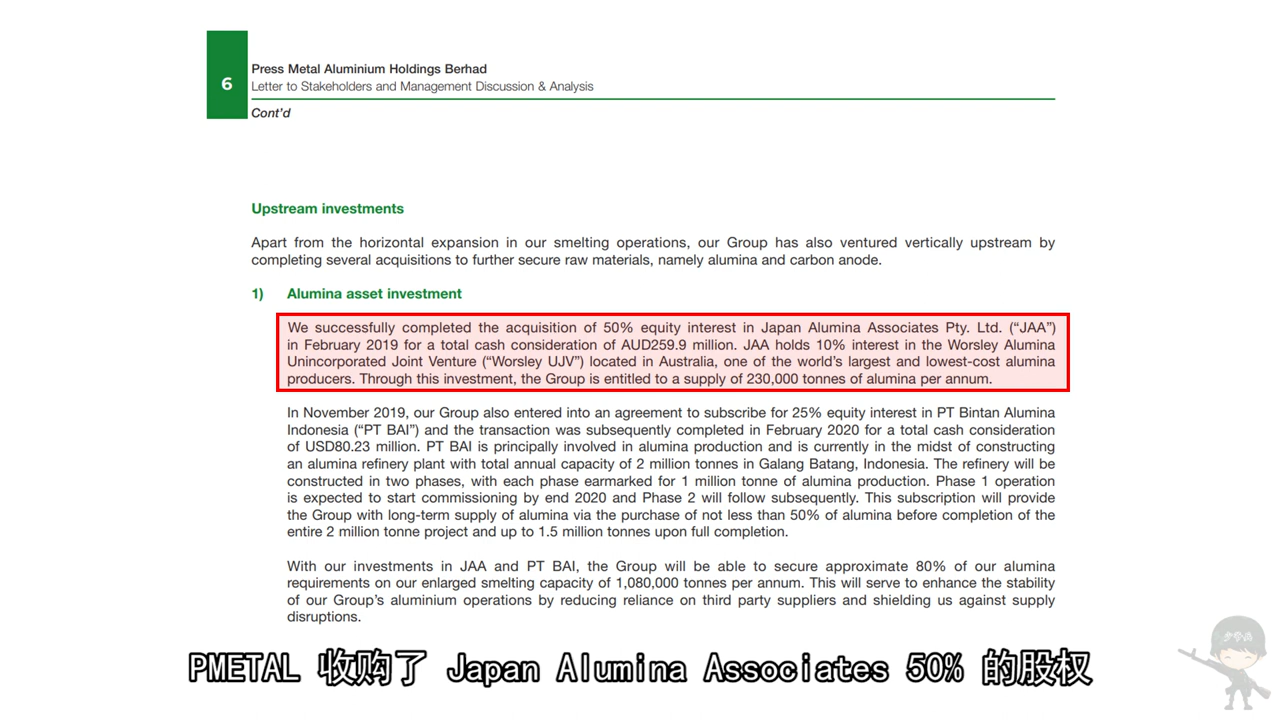 6
Press Metal Aluminium Holdings Berhad
Letter to Stakeholders and Management Discussion & Analysis
Cont'd
Upstream investments
Apart from the horizontal expansion in our smelting operations, our Group has also ventured vertically upstream by
completing several acquisitions to further secure raw materials, namely alumina and carbon anode.
1) Alumina asset investment
We successfully completed the acquisition of 50% equity interest in Japan Alumina Associates Pty. Ltd. (“JAA”)
in February 2019 for a total cash consideration of AUD259.9 million. JAA holds 10% interest in the Worsley Alumina
Unincorporated Joint Venture (“Worsley UJV”) located in Australia, one of the world’s largest and lowest-cost alumina
producers. Through this investment, the Group is entitled to a supply of 230,000 tonnes of alumina per annum.
In November 2019, our Group also entered into an agreement to subscribe for 25% equity interest in PT Bintan Alumina
Indonesia (“PT BAI”) and the transaction was subsequently completed in February 2020 for a total cash consideration
of USD80.23 million. PT BAI is principally involved in alumina production and is currently in the midst of constructing
an alumina refinery plant with total annual capacity of 2 million tonnes in Galang Batang, Indonesia. The refinery will be
constructed in two phases, with each phase earmarked for 1 million tonne of alumina production. Phase 1 operation
is expected to start commissioning by end 2020 and Phase 2 will follow subsequently. This subscription will provide
the Group with long-term supply of alumina via the purchase of not less than 50% of alumina before completion of the
entire 2 million tonne project and up to 1.5 million tonnes upon full completion.
With our investments in JAA and PT BAI, the Group will be able to secure approximate 80% of our alumina
requirements on our enlarged smelting capacity of 1,080,000 tonnes per annum. This will serve to enhance the stability
of our Group’s aluminium operations by reducing reliance on third party suppliers and shielding us against supply
disruptions.
PMETAL 收购了 Japan Alumina Associates 50% 的股权